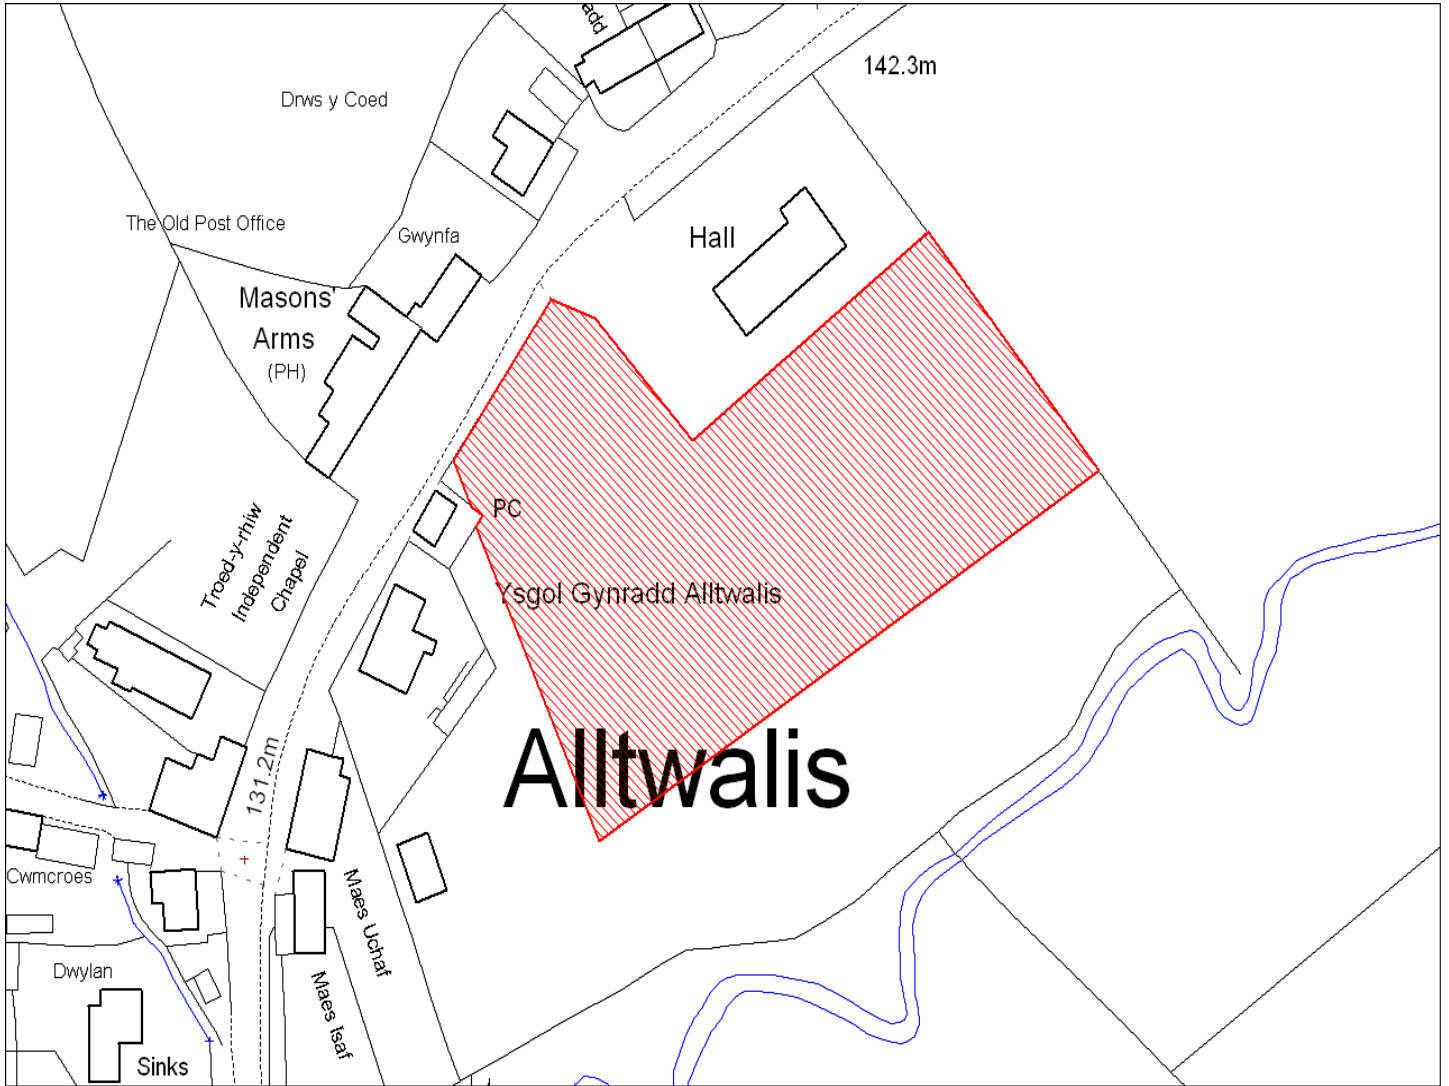 add
142.3m
Drws y Coed
The Old Post Office
Gwynfa
Hall
Masons'
Arms
(PH)
PC
Troed-y-rhiw
Independent
Chapel
Ysgol Gynradd Alltwalis
131.2m
Alltwalis
Cwmcroes
Maes Uchaf
Dwylan
Maes Isaf
Sinks